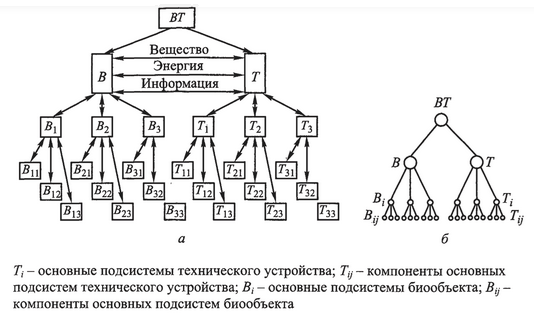 BT
Вещество
Энергия
Информация
B
T
B₁
B₂
B₃
T₁
T₂
T₃
B₁₁
B₂₁
B₃₁
T₁₁
T₂₁
T₃₁
B₁₂
B₂₂
B₃₂
T₁₂
T₂₂
T₃₂
B₁₃
B₂₃
B₃₃
T₁₃
T₂₃
T₃₃
а
BT
B
T
Bᵢ
Tᵢ
Bᵢⱼ
Tᵢⱼ
б
Tᵢ – основные подсистемы технического устройства; Tᵢⱼ – компоненты основных
подсистем технического устройства; Bᵢ – основные подсистемы биообъекта; Bᵢⱼ –
компоненты основных подсистем биообъекта